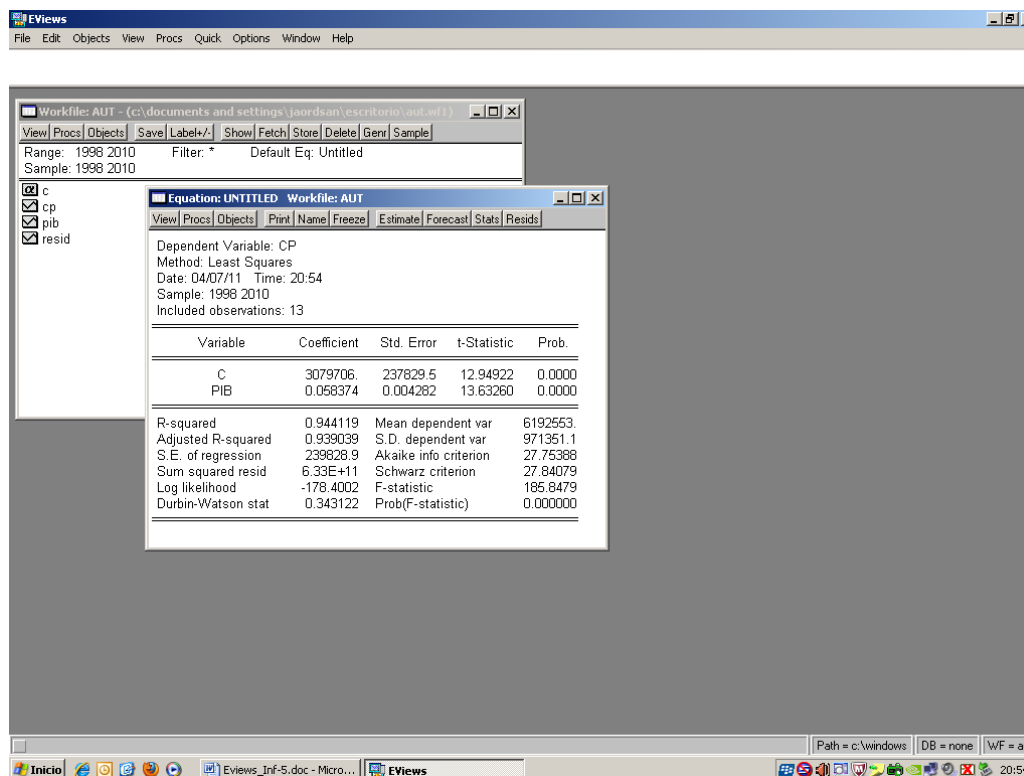 EViews
File Edit Objects View Procs Quick Options Window Help
Workfile: AUT - (c:\documents and settings\jaordsan\escritorio\aut.wf1)
View Procs Objects Save Label+/- Show Fetch Store Delete Genr Sample
Range: 1998 2010 Filter: * Default Eq: Untitled
Sample: 1998 2010
c
cp
pib
resid
Equation: UNTITLED Workfile: AUT
View Procs Objects Print Name Freeze Estimate Forecast Stats Resids
Dependent Variable: CP
Method: Least Squares
Date: 04/07/11 Time: 20:54
Sample: 1998 2010
Included observations: 13
Variable Coefficient Std. Error t-Statistic Prob.
C 3079706. 237829.5 12.94922 0.0000
PIB 0.058374 0.004282 13.63260 0.0000
R-squared 0.944119 Mean dependent var 6192553.
Adjusted R-squared 0.939039 S.D. dependent var 971351.1
S.E. of regression 239828.9 Akaike info criterion 27.75388
Sum squared resid 6.33E+11 Schwarz criterion 27.84079
Log likelihood -178.4002 F-statistic 185.8479
Durbin-Watson stat 0.343122 Prob(F-statistic) 0.000000
Path = c:\windows DB = none WF = a
Inicio Eviews_Inf-5.doc - Micro... EViews 20:5